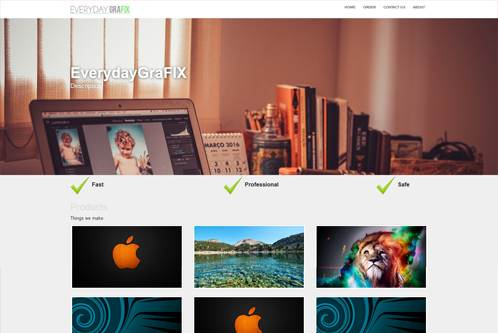 EVERYDAYGRAFIX
HOME ORDER CONTACT US ABOUT
EverydayGraFIX
Description
MARÇO 2016
Fast Professional Safe
Products
Things we make